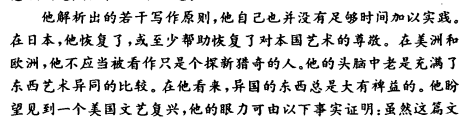 他解析出的若干写作原则,他自己也并没有足够时间加以实践。
在日本,他恢复了,或至少帮助恢复了对本国艺术的尊敬。在美洲和
欧洲,他不应当被看作只是个探新猎奇的人。他的头脑中老是充满了
东西艺术异同的比较。在他看来,异国的东西总是大有裨益的。他盼
望见到一个美国文艺复兴,他的眼力可由以下事实证明:虽然这篇文